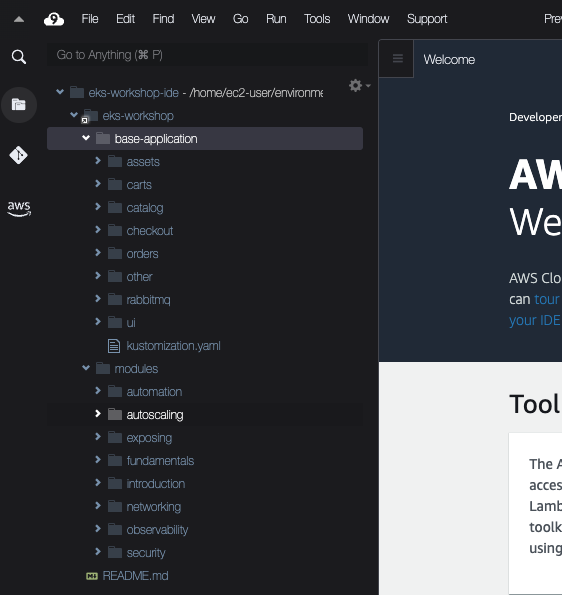 9 File Edit Find View Go Run Tools Window Support Pre
Go to Anything (⌘ P)
Welcome
eks-workshop-ide - /home/ec2-user/environme
eks-workshop
base-application
assets
carts
catalog
checkout
orders
other
rabbitmq
ui
kustomization.yaml
modules
automation
autoscaling
exposing
fundamentals
introduction
networking
observability
security
README.md
aws
Developer
AW
We
AWS Clo
can tour
your IDE
Tool
The A
acces
Lamb
toolk
using